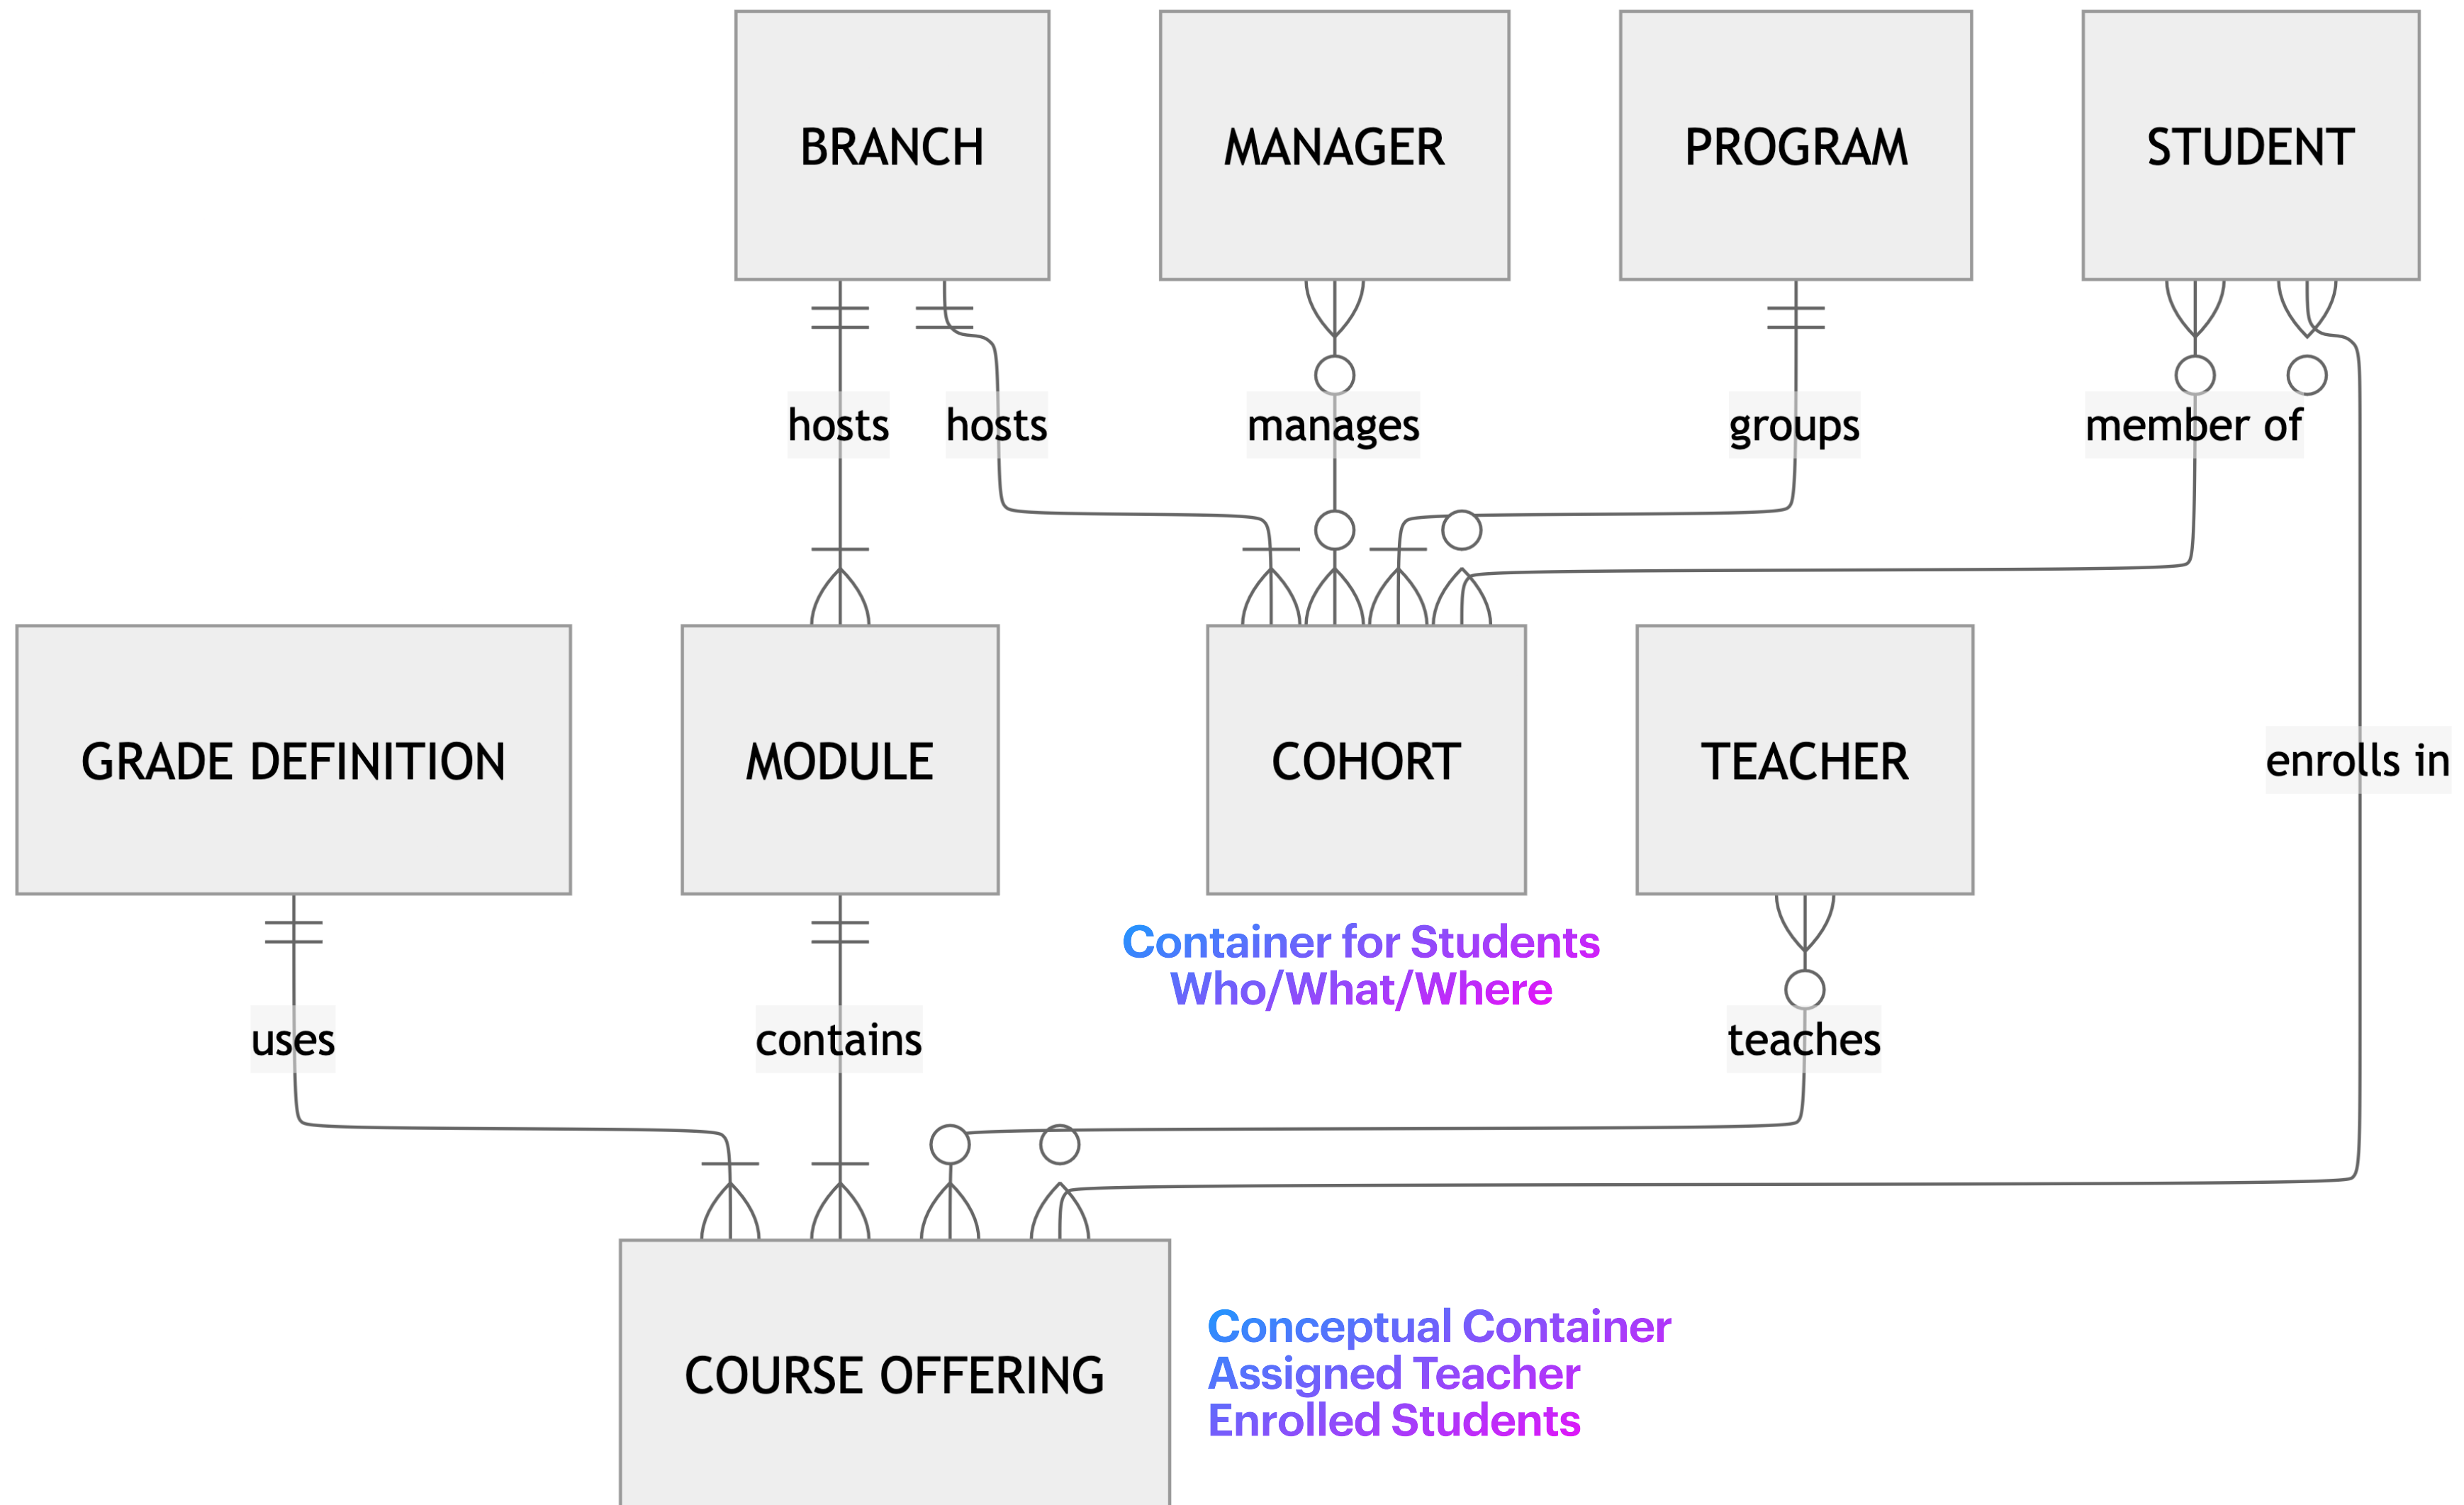 BRANCH
MANAGER
PROGRAM
STUDENT
hosts
hosts
manages
groups
member of
GRADE DEFINITION
MODULE
COHORT
TEACHER
enrolls in
Container for Students
Who/What/Where
uses
contains
teaches
COURSE OFFERING
Conceptual Container
Assigned Teacher
Enrolled Students